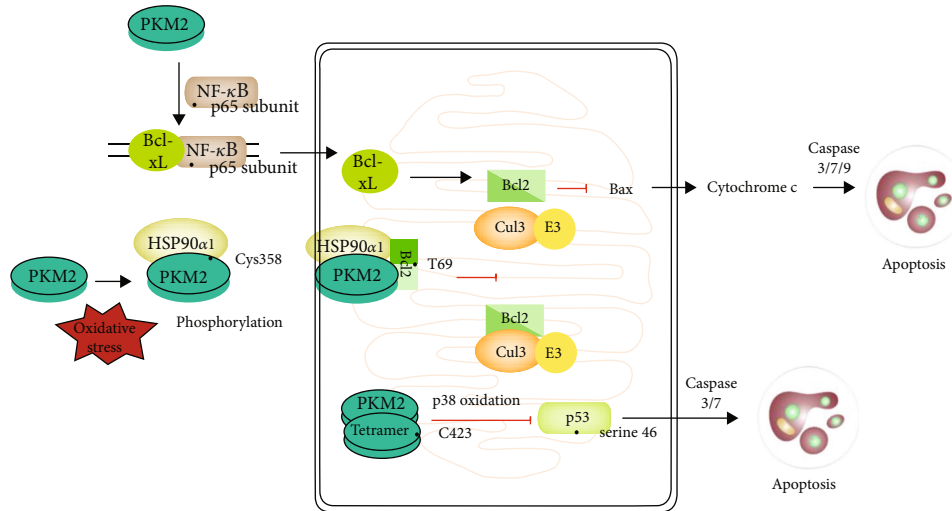 PKM2
NF-κB
p65 subunit
Bcl-
xL
NF-κB
p65 subunit
Bcl-
xL
Bcl2
Bax
Cytochrome c
Caspase
3/7/9
Apoptosis
Cul3
E3
HSP90α1
Cys358
PKM2
PKM2
Phosphorylation
Oxidative
stress
HSP90α1
PKM2
Bcl2
T69
Bcl2
Cul3
E3
PKM2
Tetramer
p38 oxidation
C423
p53
serine 46
Caspase
3/7
Apoptosis